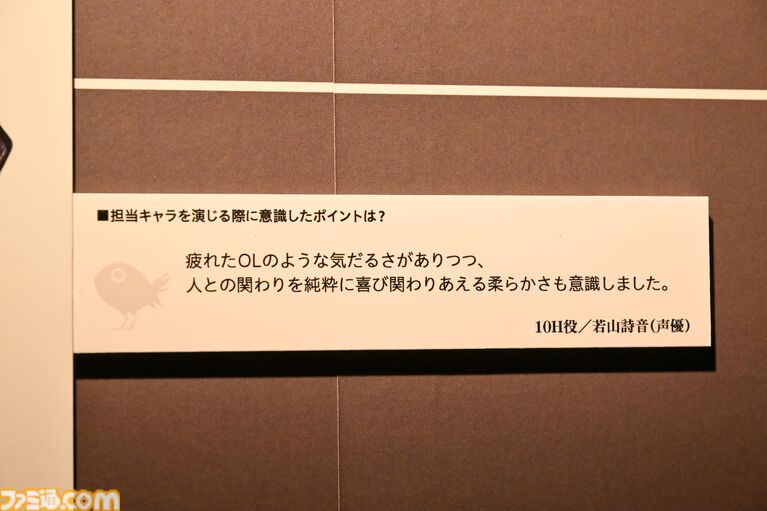 ■担当キャラを演じる際に意識したポイントは？
疲れたOLのような気だるさがありつつ、
人との関わりを純粋に喜び関わりあえる柔らかさも意識しました。
10H役／若山詩音(声優)
ファミ通.com